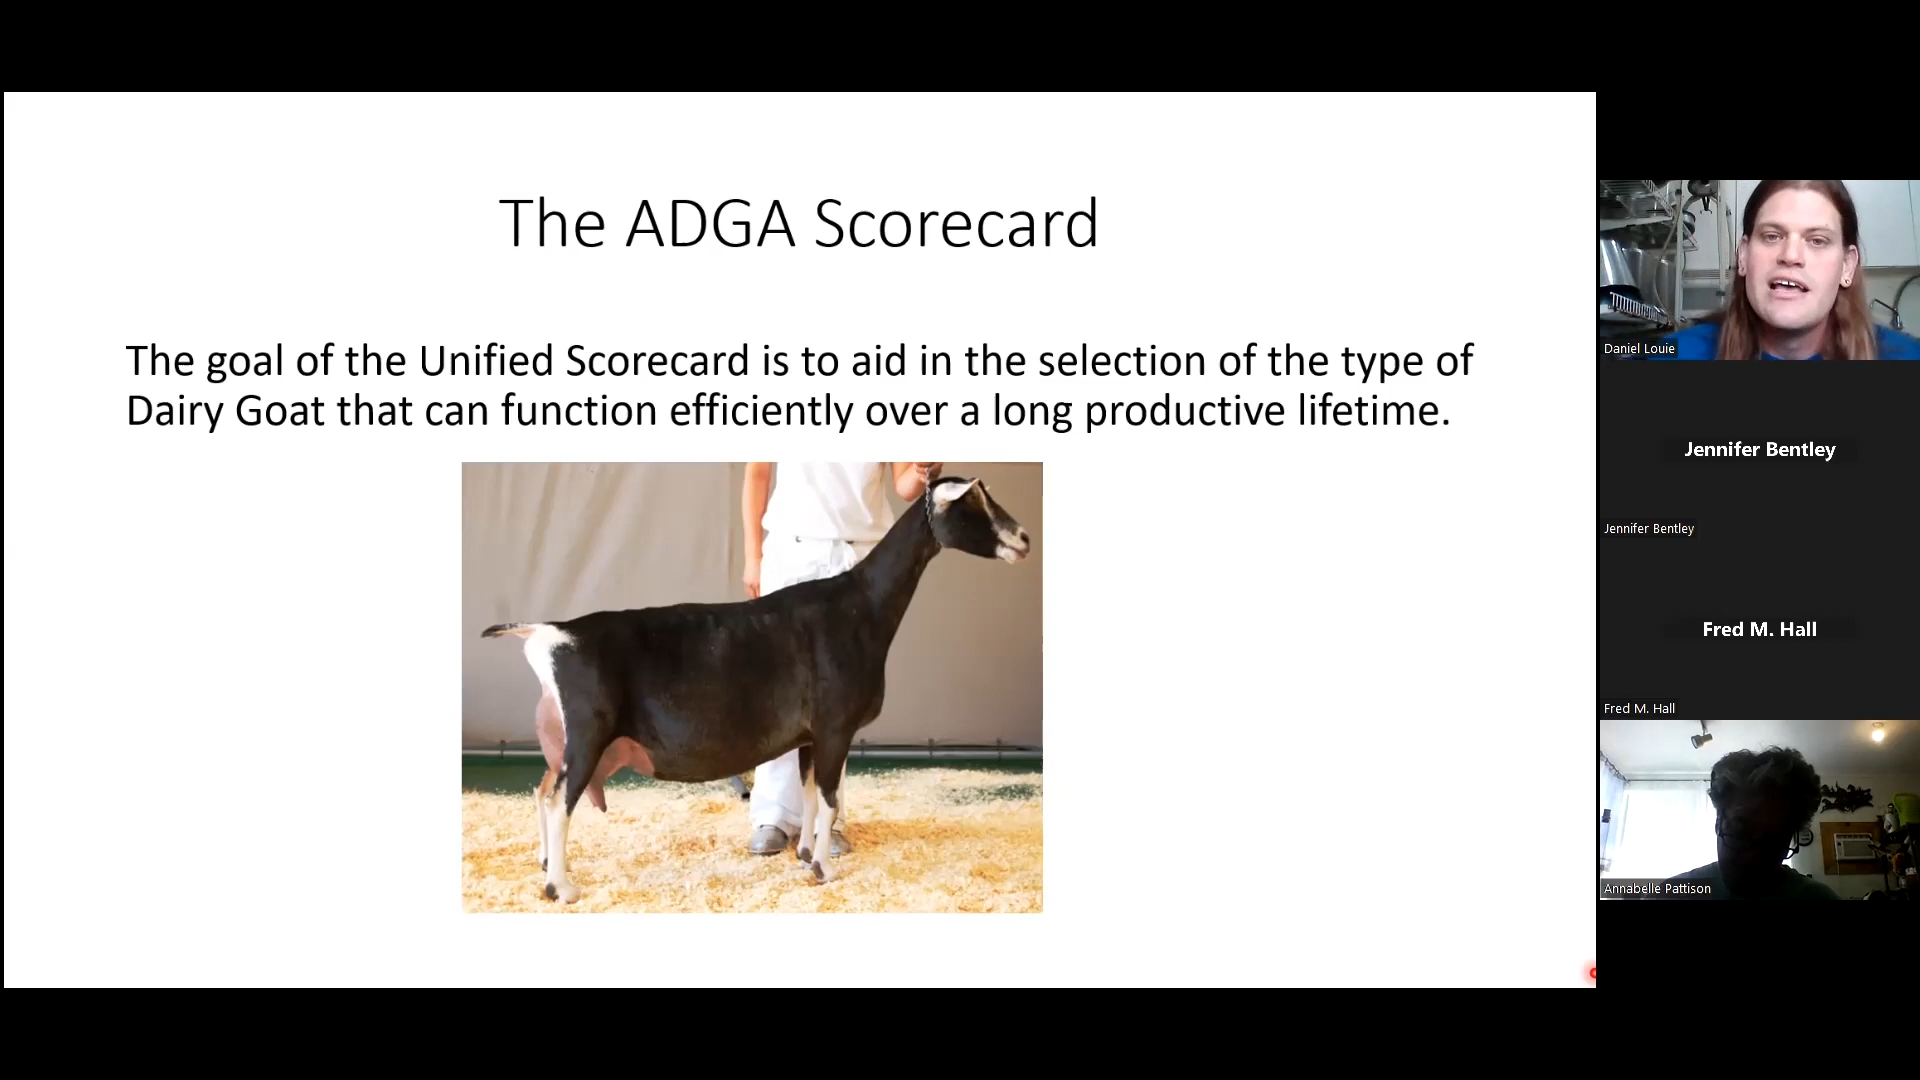 The ADGA Scorecard
The goal of the Unified Scorecard is to aid in the selection of the type of
Dairy Goat that can function efficiently over a long productive lifetime.
Daniel Louie
Jennifer Bentley
Jennifer Bentley
Fred M. Hall
Fred M. Hall
Annabelle Pattison